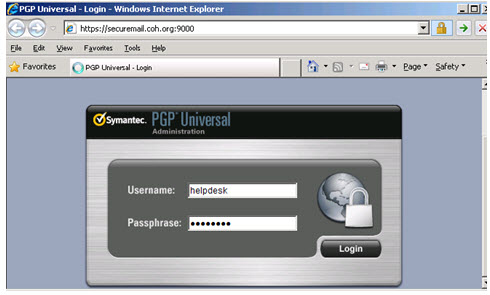 PGP Universal - Login - Windows Internet Explorer
https://securemail.coh.org:9000
File Edit View Favorites Tools Help
Favorites PGP Universal - Login Page Safety
Symantec. PGP™ Universal
Administration
Username: helpdesk
Passphrase: ••••••••
Login